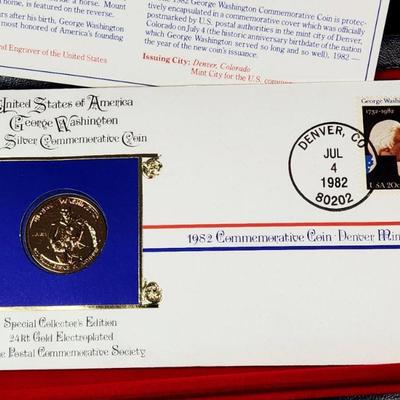 side a horse. Mount
home, is featured on the reverse.
rs after his birth, George Washington
most honored of America's founding
and Engraver of the United States
1982 George Washington Commemorative Coin is protec-
tively encapsulated in a commemorative cover which was officially
postmarked by U.S. postal authorities in the mint city of Denver,
Colorado on July 4 (the historic anniversary birthdate of the nation
which George Washington served so long and so well), 1982 —
the year of the new coin's issuance.
Issuing City: Denver, Colorado
Mint City for the U.S. comme
United States of America
George Washington
Silver Commemorative Coin
DENVER, CO
JUL
4
1982
80202
George Washington
1732-1982
USA 20c
1982 Commemorative Coin · Denver Min
Special Collector's Edition
24Kt Gold Electroplated
e Postal Commemorative Society